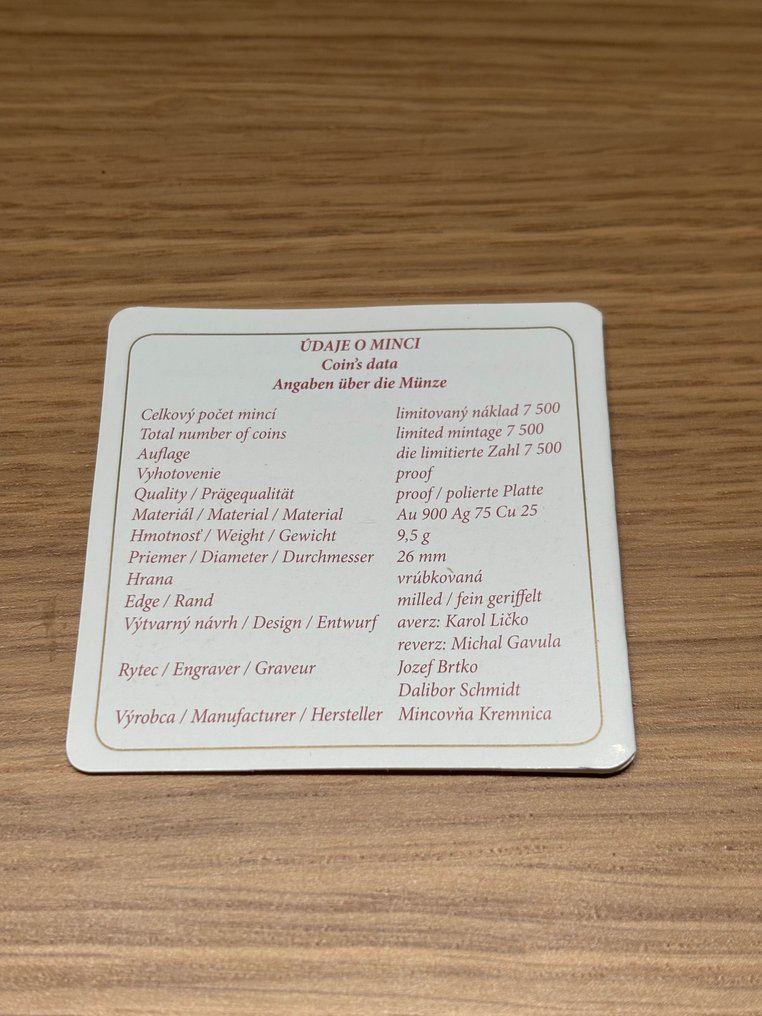 ÚDAJE O MINCI
Coin's data
Angaben über die Münze
Celkový počet mincí limitovaný náklad 7 500
Total number of coins limited mintage 7 500
Auflage die limitierte Zahl 7 500
Vyhotovenie proof
Quality / Prägequalität proof / polierte Platte
Materiál / Material / Material Au 900 Ag 75 Cu 25
Hmotnosť / Weight / Gewicht 9,5 g
Priemer / Diameter / Durchmesser 26 mm
Hrana vrúbkovaná
Edge / Rand milled / fein geriffelt
Výtvarný návrh / Design / Entwurf averz: Karol Ličko
reverz: Michal Gavula
Rytec / Engraver / Graveur Jozef Brtko
Dalibor Schmidt
Výrobca / Manufacturer / Hersteller Mincovňa Kremnica